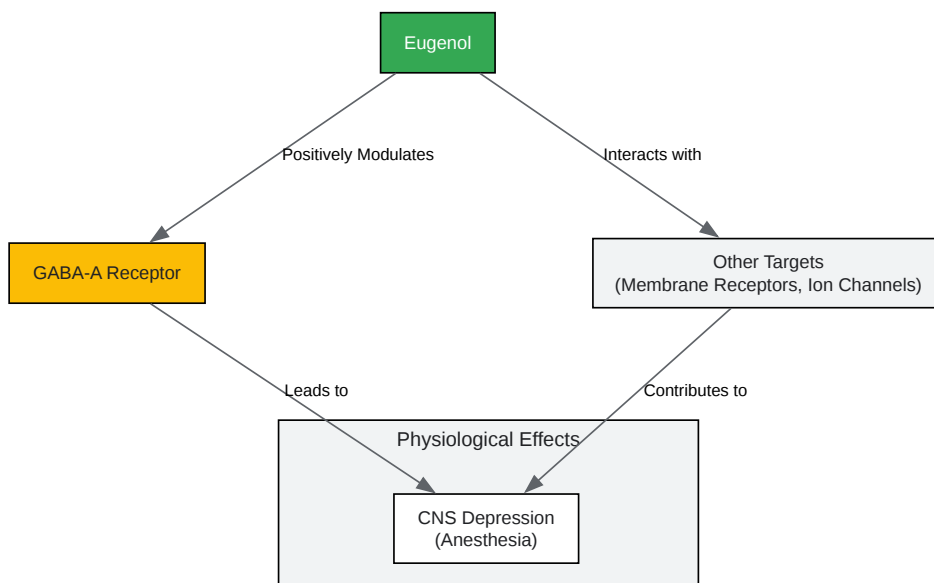 Eugenol
Positively Modulates
Interacts with
GABA-A Receptor
Other Targets
(Membrane Receptors, Ion Channels)
Leads to
Contributes to
Physiological Effects
CNS Depression
(Anesthesia)